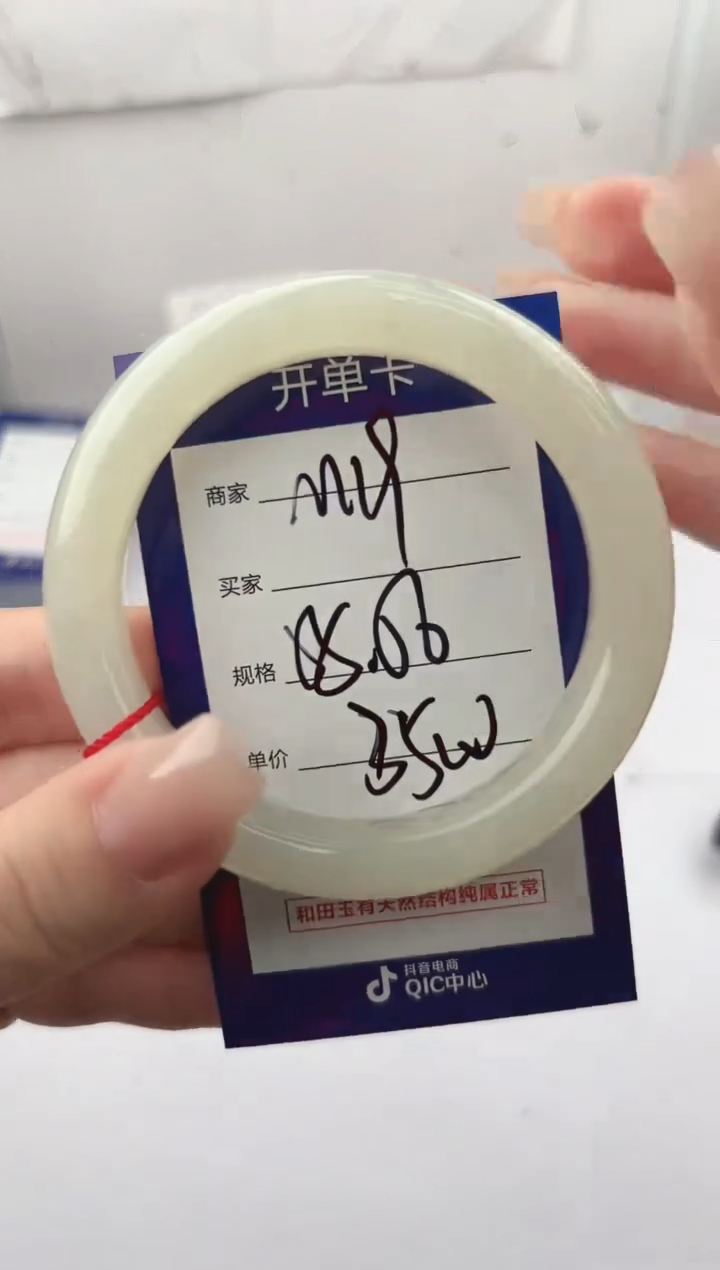 开单卡
商家
买家
规格
单价 3500
和田玉有天然结构纯属正常
抖音电商
QIC中心